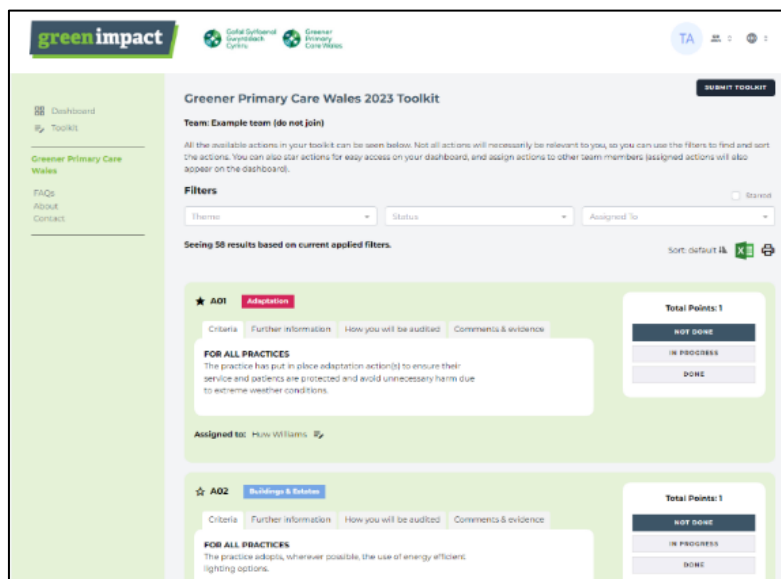 greenimpact
Gofal Sylfaenol
Gwyrddach
Cymru
Greener
Primary
Care Wales
TA
SUBMIT TOOLKIT
Dashboard
Toolkit
Greener Primary Care
Wales
FAQs
About
Contact
Greener Primary Care Wales 2023 Toolkit
Team: Example team (do not join)
All the available actions in your toolkit can be seen below. Not all actions will necessarily be relevant to you, so you can use the filters to find and sort
the actions. You can also star actions for easy access on your dashboard, and assign actions to other team members (assigned actions will also
appear on the dashboard).
Filters
Starred
Theme
Status
Assigned To
Seeing 58 results based on current applied filters.
Sort: default
A01
Adaptation
Criteria
Further information
How you will be audited
Comments & evidence
FOR ALL PRACTICES
The practice has put in place adaptation action(s) to ensure their
service and patients are protected and avoid unnecessary harm due
to extreme weather conditions.
Total Points: 1
NOT DONE
IN PROGRESS
DONE
Assigned to: Huw Williams
A02
Buildings & Estates
Criteria
Further information
How you will be audited
Comments & evidence
FOR ALL PRACTICES
The practice adopts, wherever possible, the use of energy efficient
lighting options.
Total Points: 1
NOT DONE
IN PROGRESS
DONE